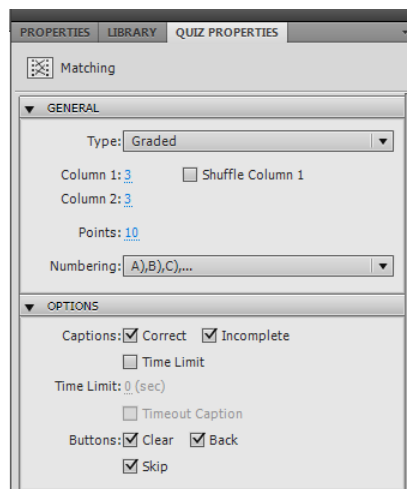 PROPERTIES LIBRARY QUIZ PROPERTIES
Matching
GENERAL
Type: Graded
Column 1: 3 Shuffle Column 1
Column 2: 3
Points: 10
Numbering: A),B),C),...
OPTIONS
Captions: Correct Incomplete
Time Limit
Time Limit: 0 (sec)
Timeout Caption
Buttons: Clear Back
Skip